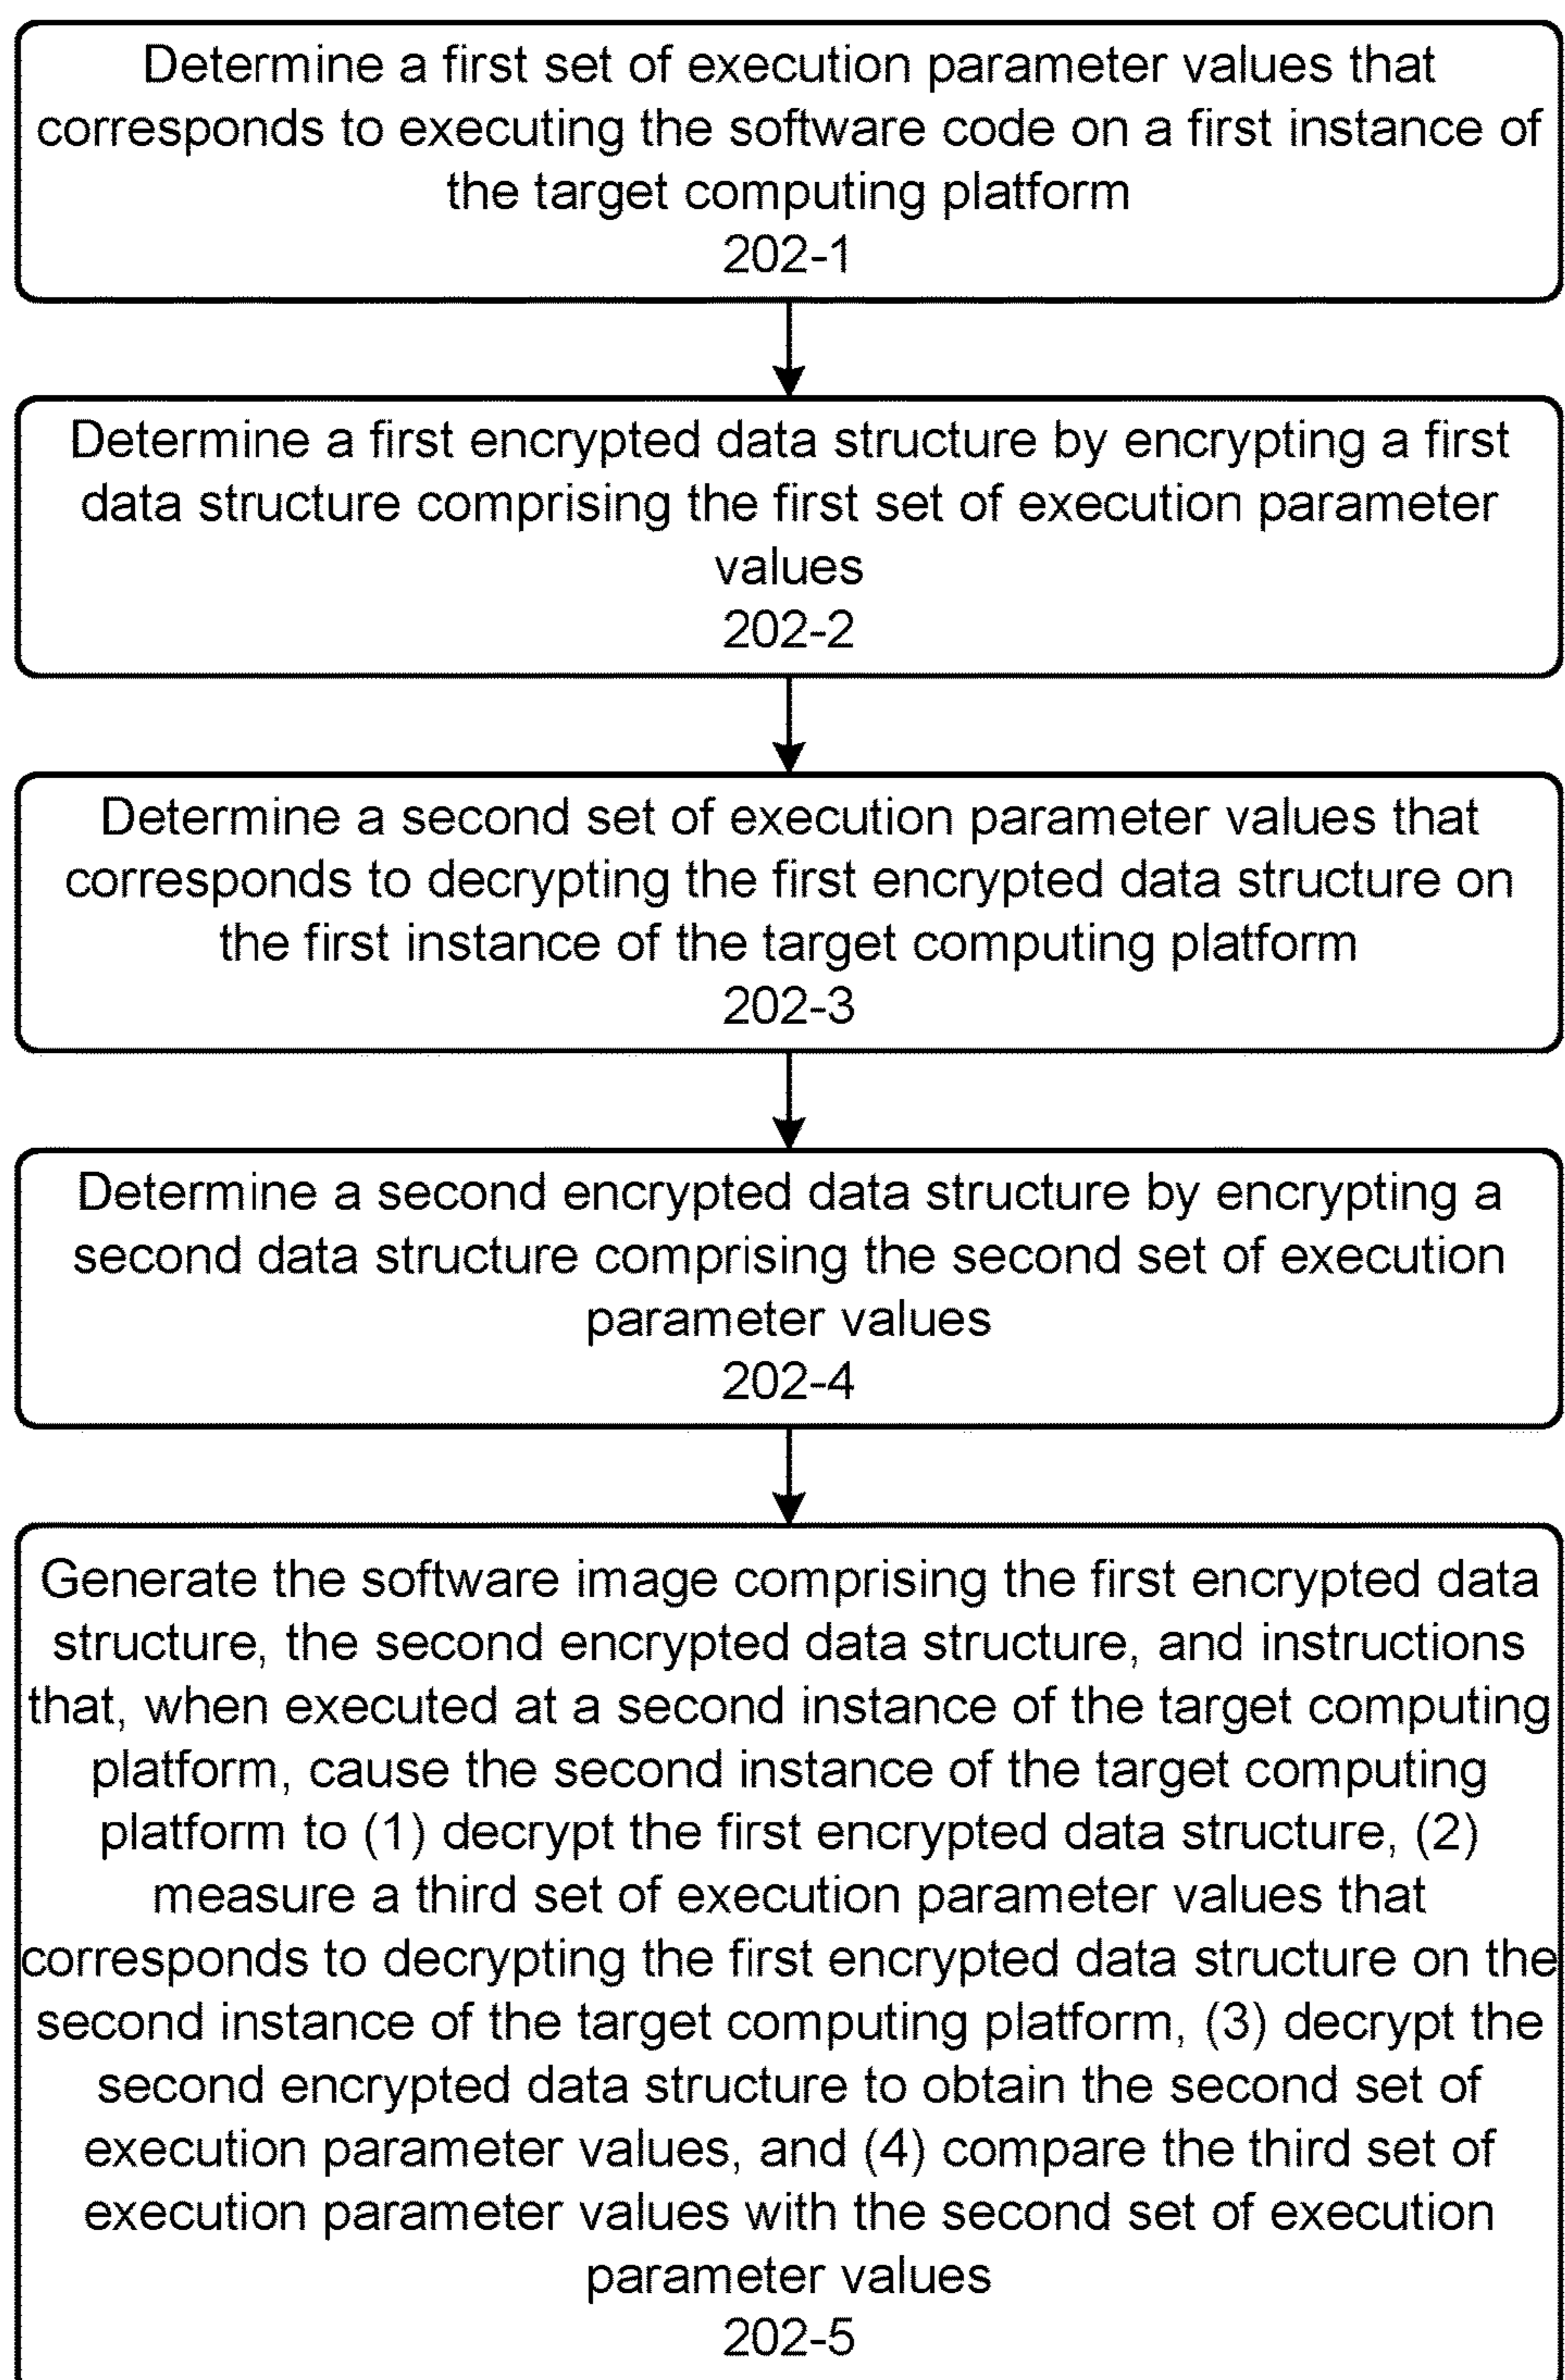 Determine a first set of execution parameter values that
corresponds to executing the software code on a first instance of
the target computing platform
202-1
Determine a first encrypted data structure by encrypting a first
data structure comprising the first set of execution parameter
values
202-2
Determine a second set of execution parameter values that
corresponds to decrypting the first encrypted data structure on
the first instance of the target computing platform
202-3
Determine a second encrypted data structure by encrypting a
second data structure comprising the second set of execution
parameter values
202-4
Generate the software image comprising the first encrypted data
structure, the second encrypted data structure, and instructions
that, when executed at a second instance of the target computing
platform, cause the second instance of the target computing
platform to (1) decrypt the first encrypted data structure, (2)
measure a third set of execution parameter values that
corresponds to decrypting the first encrypted data structure on the
second instance of the target computing platform, (3) decrypt the
second encrypted data structure to obtain the second set of
execution parameter values, and (4) compare the third set of
execution parameter values with the second set of execution
parameter values
202-5